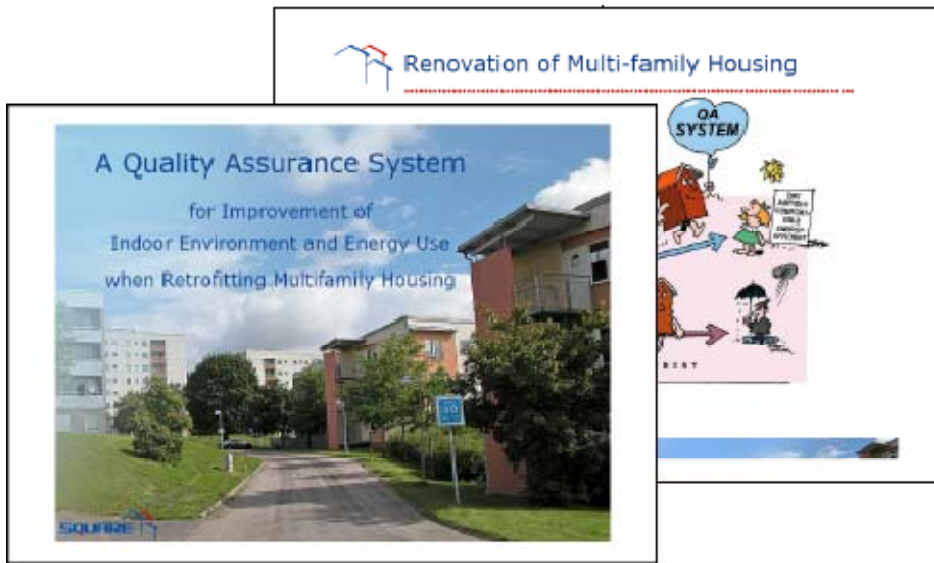 Renovation of Multi-family Housing
QA
SYSTEM
A Quality Assurance System
for Improvement of
Indoor Environment and Energy Use
when Retrofitting Multifamily Housing
SQUARE